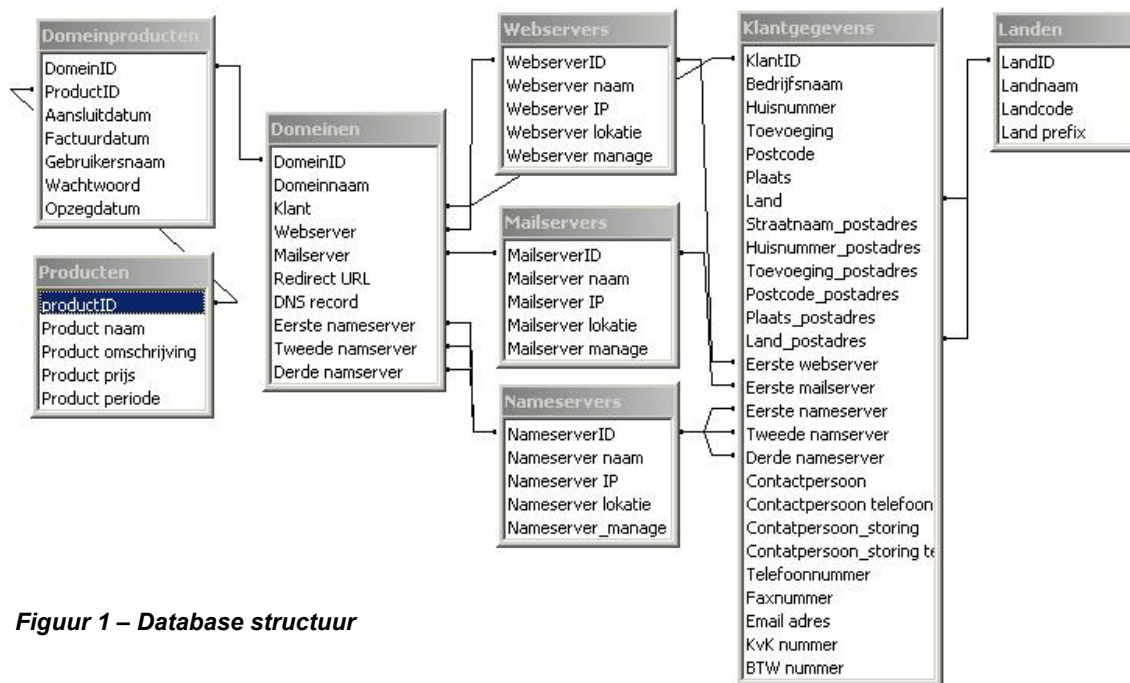 Domeinproducten
DomeinID
ProductID
Aansluitdatum
Factuurdatum
Gebruikersnaam
Wachtwoord
Opzegdatum
Producten
productID
Product naam
Product omschrijving
Product prijs
Product periode
Domeinen
DomeinID
Domeinnaam
Klant
Webserver
Mailserver
Redirect URL
DNS record
Eerste nameserver
Tweede namserver
Derde namserver
Webservers
WebserverID
Webserver naam
Webserver IP
Webserver lokatie
Webserver manage
Mailservers
MailserverID
Mailserver naam
Mailserver IP
Mailserver lokatie
Mailserver manage
Nameservers
NameserverID
Nameserver naam
Nameserver IP
Nameserver lokatie
Nameserver_manage
Klantgegevens
KlantID
Bedrijfsnaam
Huisnummer
Toevoeging
Postcode
Plaats
Land
Straatnaam_postadres
Huisnummer_postadres
Toevoeging_postadres
Postcode_postadres
Plaats_postadres
Land_postadres
Eerste webserver
Eerste mailserver
Eerste nameserver
Tweede namserver
Derde nameserver
Contactpersoon
Contactpersoon telefoon
Contatpersoon_storing
Contatpersoon_storing te
Telefoonnummer
Faxnummer
Email adres
KvK nummer
BTW nummer
Landen
LandID
Landnaam
Landcode
Land prefix
Figuur 1 – Database structuur